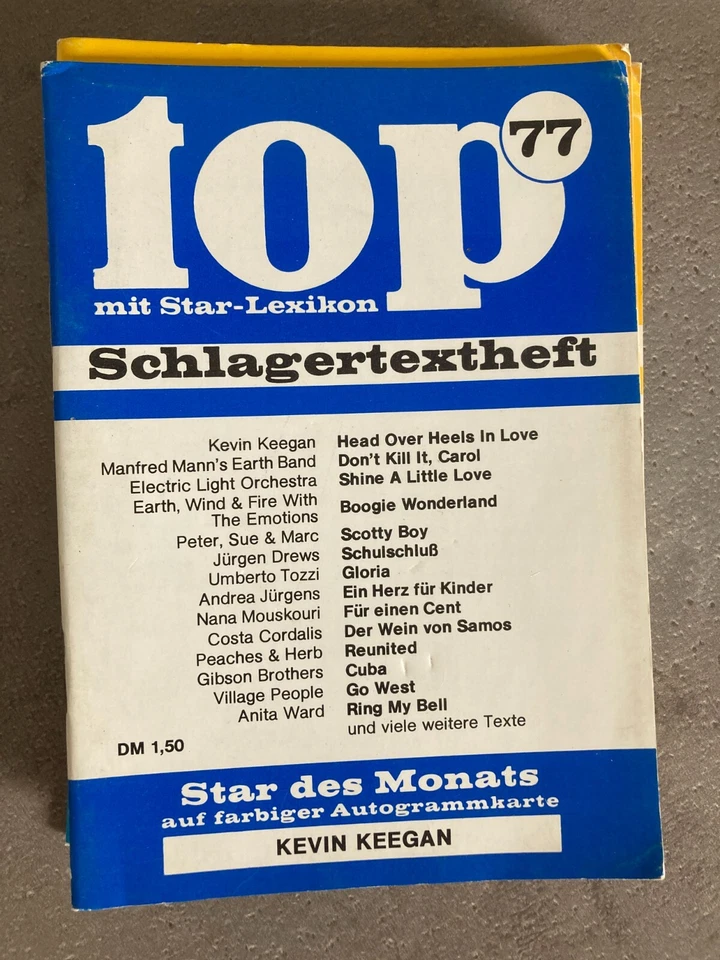 top 77
mit Star-Lexikon
Schlagertextheft
Kevin Keegan Head Over Heels In Love
Manfred Mann's Earth Band Don't Kill It, Carol
Electric Light Orchestra Shine A Little Love
Earth, Wind & Fire With
The Emotions Boogie Wonderland
Peter, Sue & Marc Scotty Boy
Jürgen Drews Schulschluß
Umberto Tozzi Gloria
Andrea Jürgens Ein Herz für Kinder
Nana Mouskouri Für einen Cent
Costa Cordalis Der Wein von Samos
Peaches & Herb Reunited
Gibson Brothers Cuba
Village People Go West
Anita Ward Ring My Bell
und viele weitere Texte
DM 1,50
Star des Monats
auf farbiger Autogrammkarte
KEVIN KEEGAN